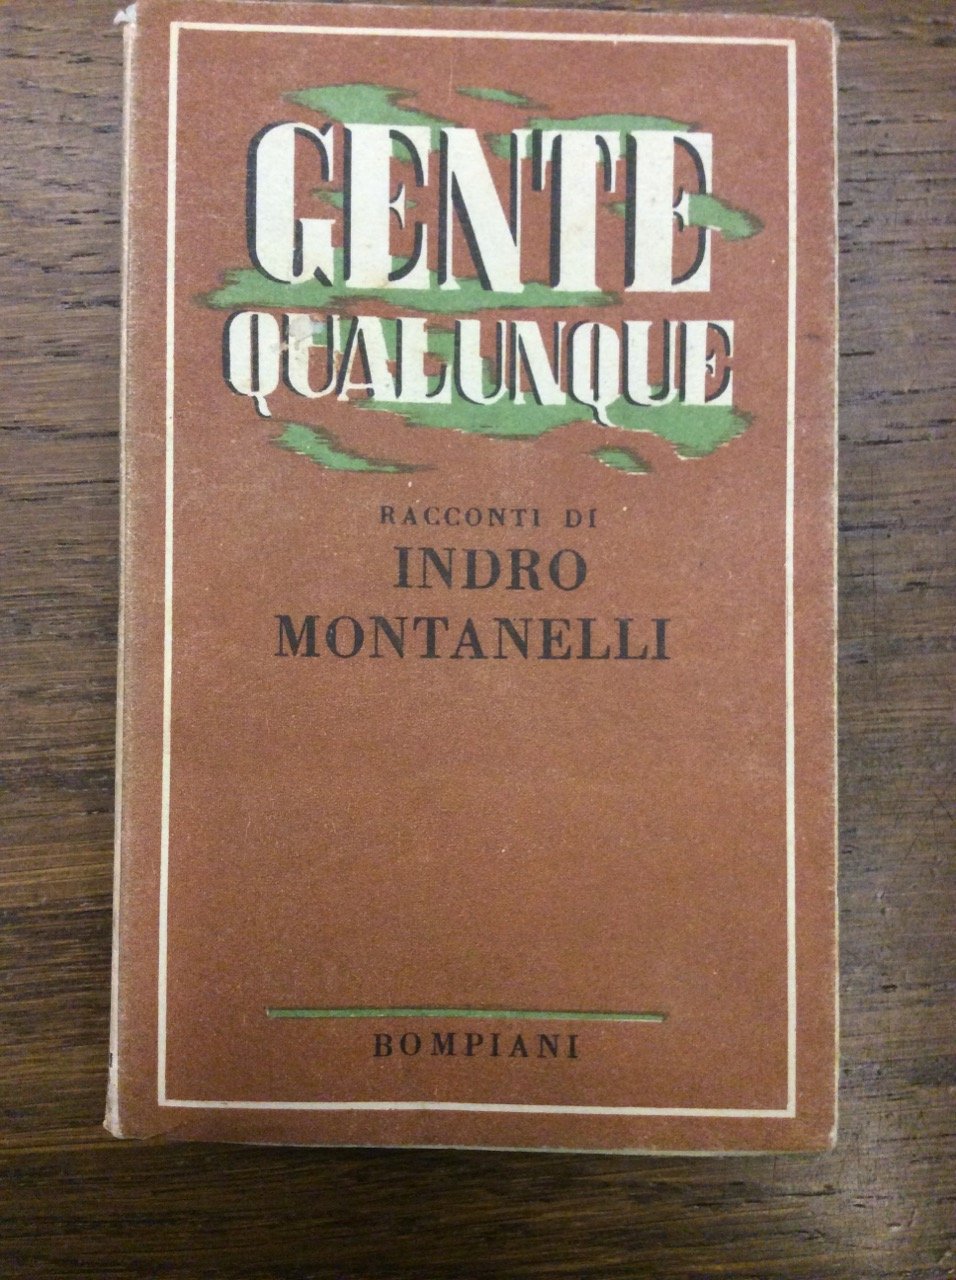 GENTE
QUALUNQUE
RACCONTI DI
INDRO
MONTANELLI
BOMPIANI